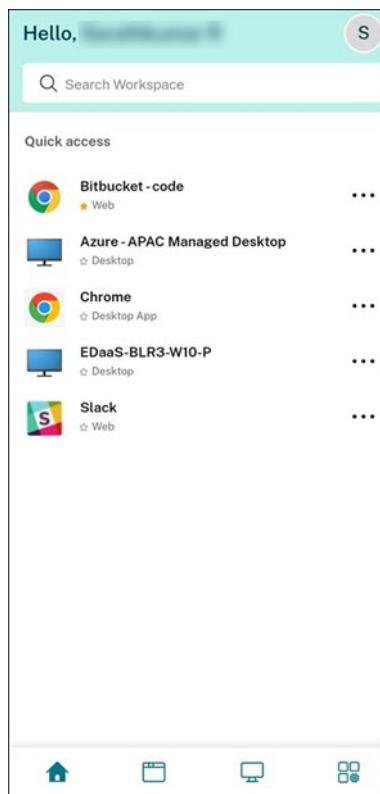 Hello,
S
Search Workspace
Quick access
Bitbucket - code
Web
Azure - APAC Managed Desktop
Desktop
Chrome
Desktop App
EDaaS-BLR3-W10-P
Desktop
Slack
Web